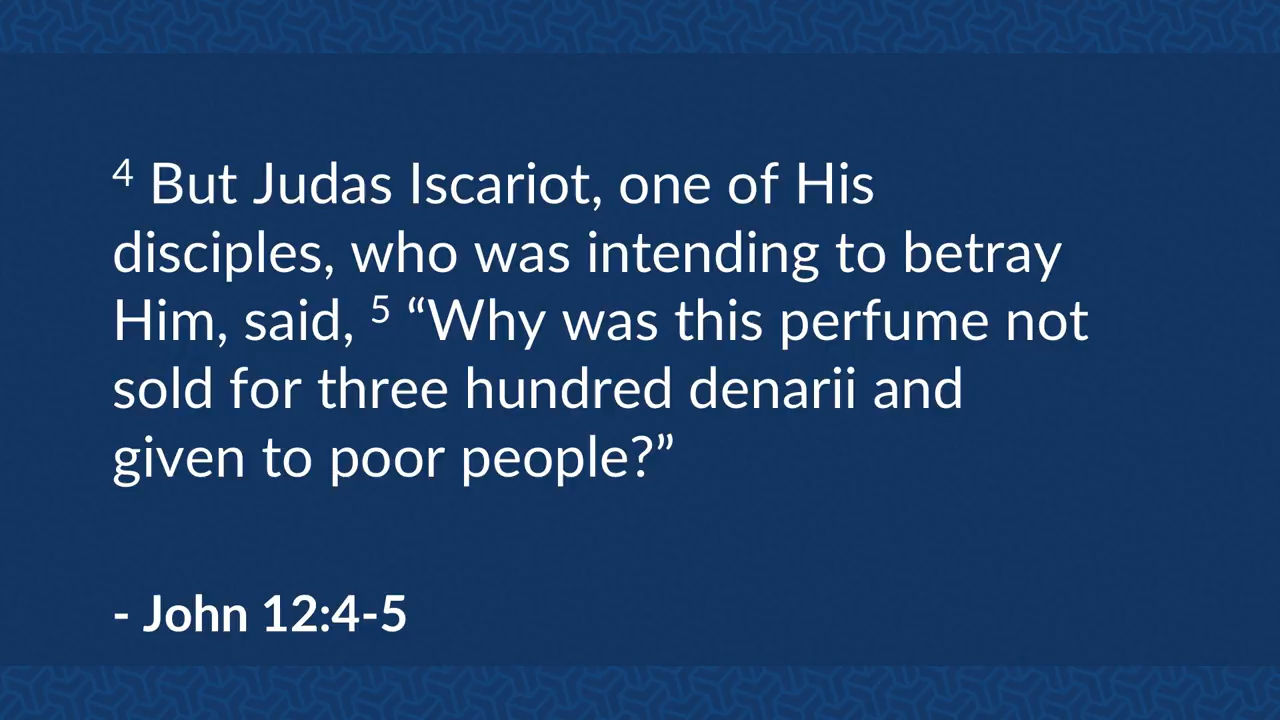 4 But Judas Iscariot, one of His
disciples, who was intending to betray
Him, said, 5 “Why was this perfume not
sold for three hundred denarii and
given to poor people?”
- John 12:4-5